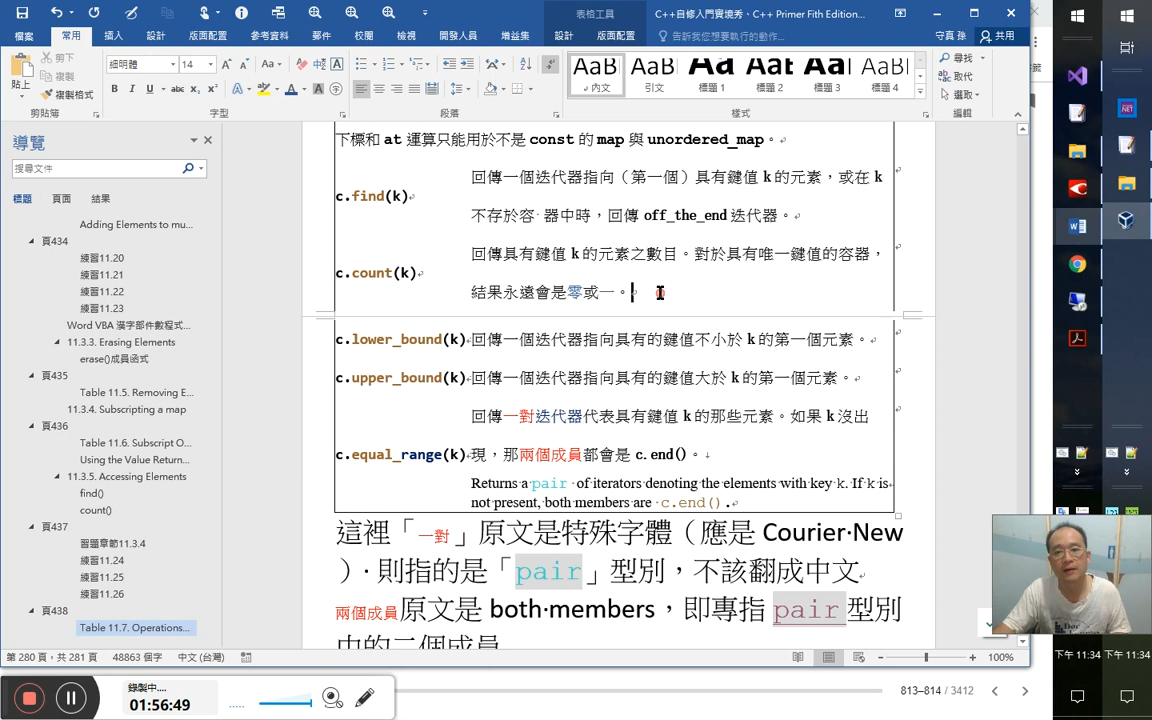 表格工具
C++自修入門實境秀、C++ Primer Fith Edition...
檔案
常用
插入
設計
版面配置
參考資料
郵件
校閱
檢視
開發人員
增益集
設計
版面配置
告訴我您想要執行的動作...
守真 孫
共用
貼上
剪下
複製
複製格式
細明體
14
AaB
AaBb
AaB
AaB
AaB
AaBb
內文
副標題
標題 1
標題 2
標題 3
標題 4
尋找
取代
選取
剪貼簿
字型
段落
樣式
編輯
導覽
搜尋文件
標題
頁面
結果
Adding Elements to mu...
頁434
練習11.20
練習11.21
練習11.22
練習11.23
Word VBA 漢字部件數程式...
11.3.3. Erasing Elements
erase()成員函式
頁435
Table 11.5. Removing E...
11.3.4. Subscripting a map
頁436
Table 11.6. Subscript O...
Using the Value Return...
11.3.5. Accessing Elements
find()
count()
頁437
習題章節11.3.4
練習11.24
練習11.25
練習11.26
頁438
Table 11.7. Operations...
下標和 at 運算只能用於不是 const 的 map 與 unordered_map。
c.find(k)
回傳一個迭代器指向（第一個）具有鍵值 k 的元素，或在 k
不存於容 器中時，回傳 off_the_end 迭代器。
c.count(k)
回傳具有鍵值 k 的元素之數目。對於具有唯一鍵值的容器，
結果永遠會是零或一。
c.lower_bound(k) 回傳一個迭代器指向具有的鍵值不小於 k 的第一個元素。
c.upper_bound(k) 回傳一個迭代器指向具有的鍵值大於 k 的第一個元素。
回傳一對迭代器代表具有鍵值 k 的那些元素。如果 k 沒出
c.equal_range(k) 現，那兩個成員都會是 c.end()。
Returns a pair of iterators denoting the elements with key k. If k is
not present, both members are c.end().
這裡「一對」原文是特殊字體（應是 Courier New
）. 則指的是「pair」型別，不該翻成中文
兩個成員原文是 both members，即專指 pair 型別
中的二個成員
第 280 頁，共 281 頁
48863 個字
中文 (台灣)
100%
錄製中....
01:56:49
813–814 / 3412
下午 11:34
下午 11:34